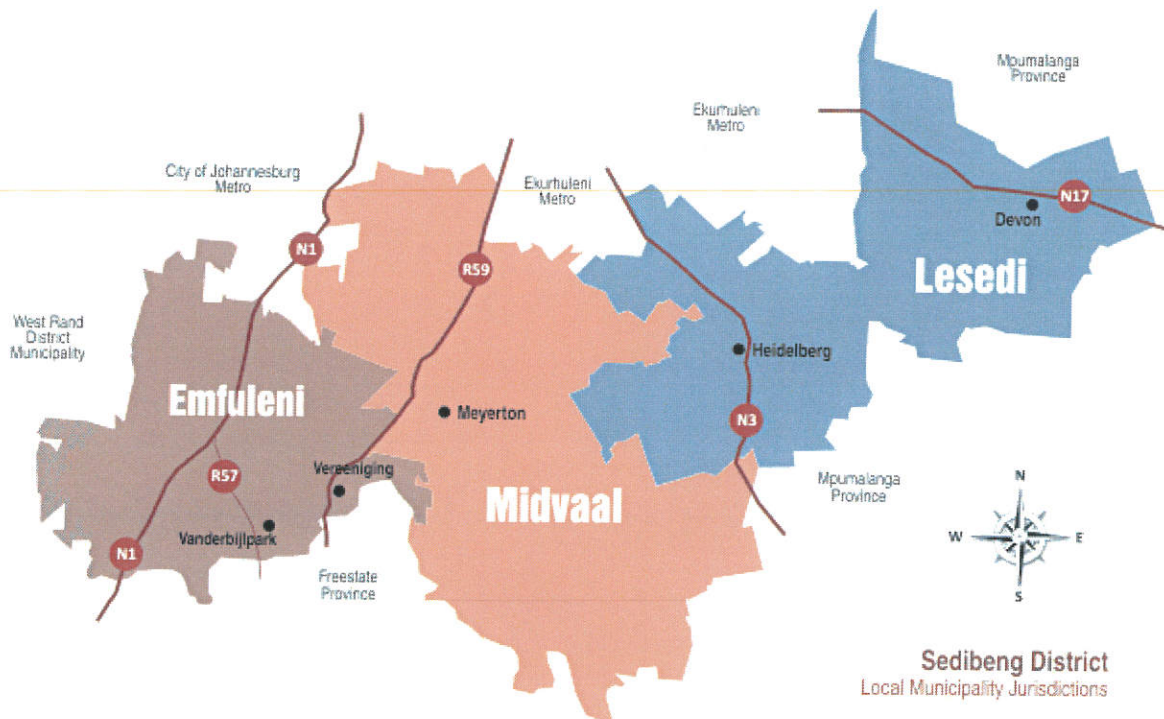 Mpumalanga
Province
Ekurhuleni
Metro
City of Johannesburg
Metro
Ekurhuleni
Metro
N17
Devon
N1
R59
Lesedi
West Rand
District
Municipality
Heidelberg
Emfuleni
Meyerton
N3
R57
Vereeniging
Mpumalanga
Province
Midvaal
N
W
E
S
Vanderbijlpark
N1
Freestate
Province
Sedibeng District
Local Municipality Jurisdictions